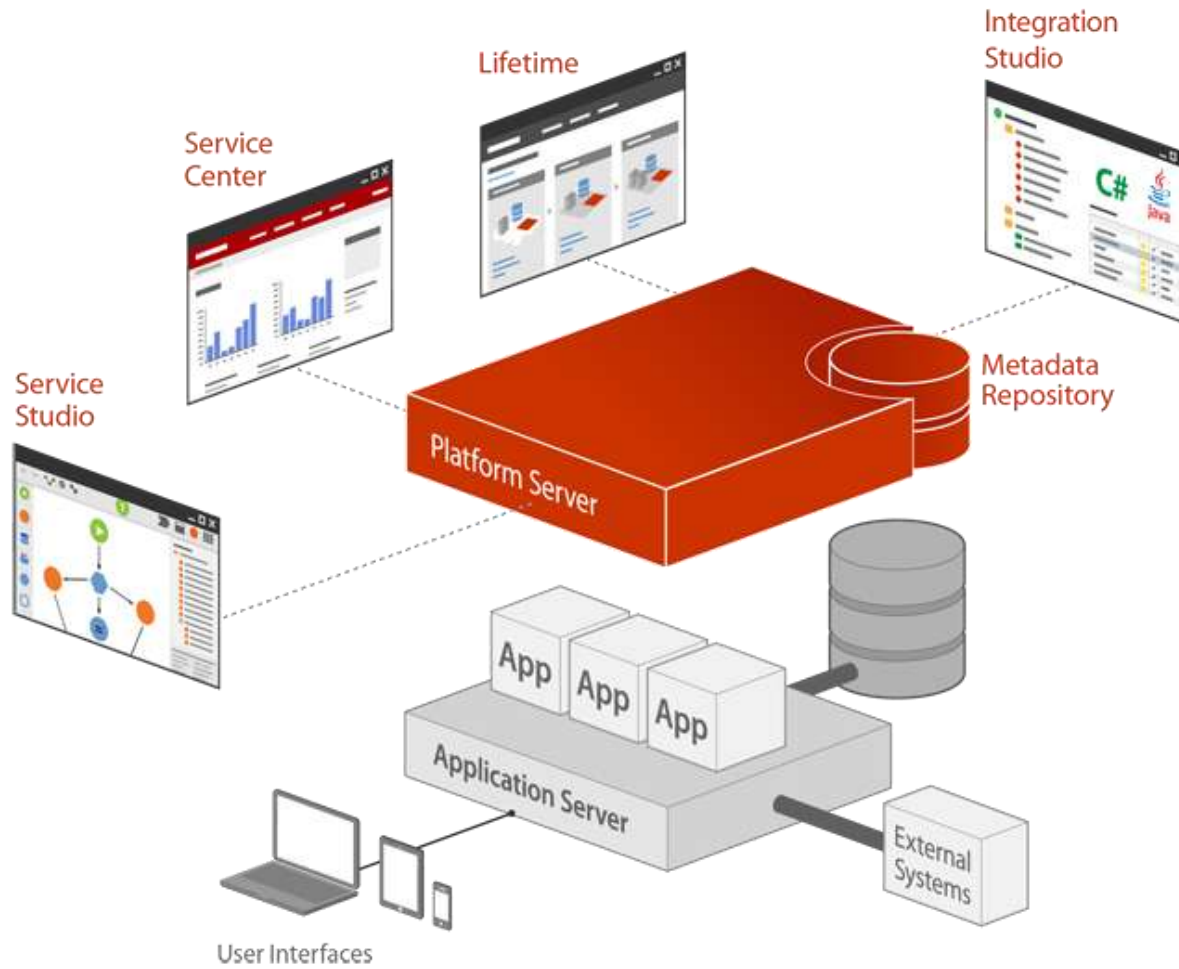 Integration
Studio
Lifetime
Service
Center
C#
Java
Service
Studio
Metadata
Repository
Platform Server
App
App
App
Application Server
External
Systems
User Interfaces